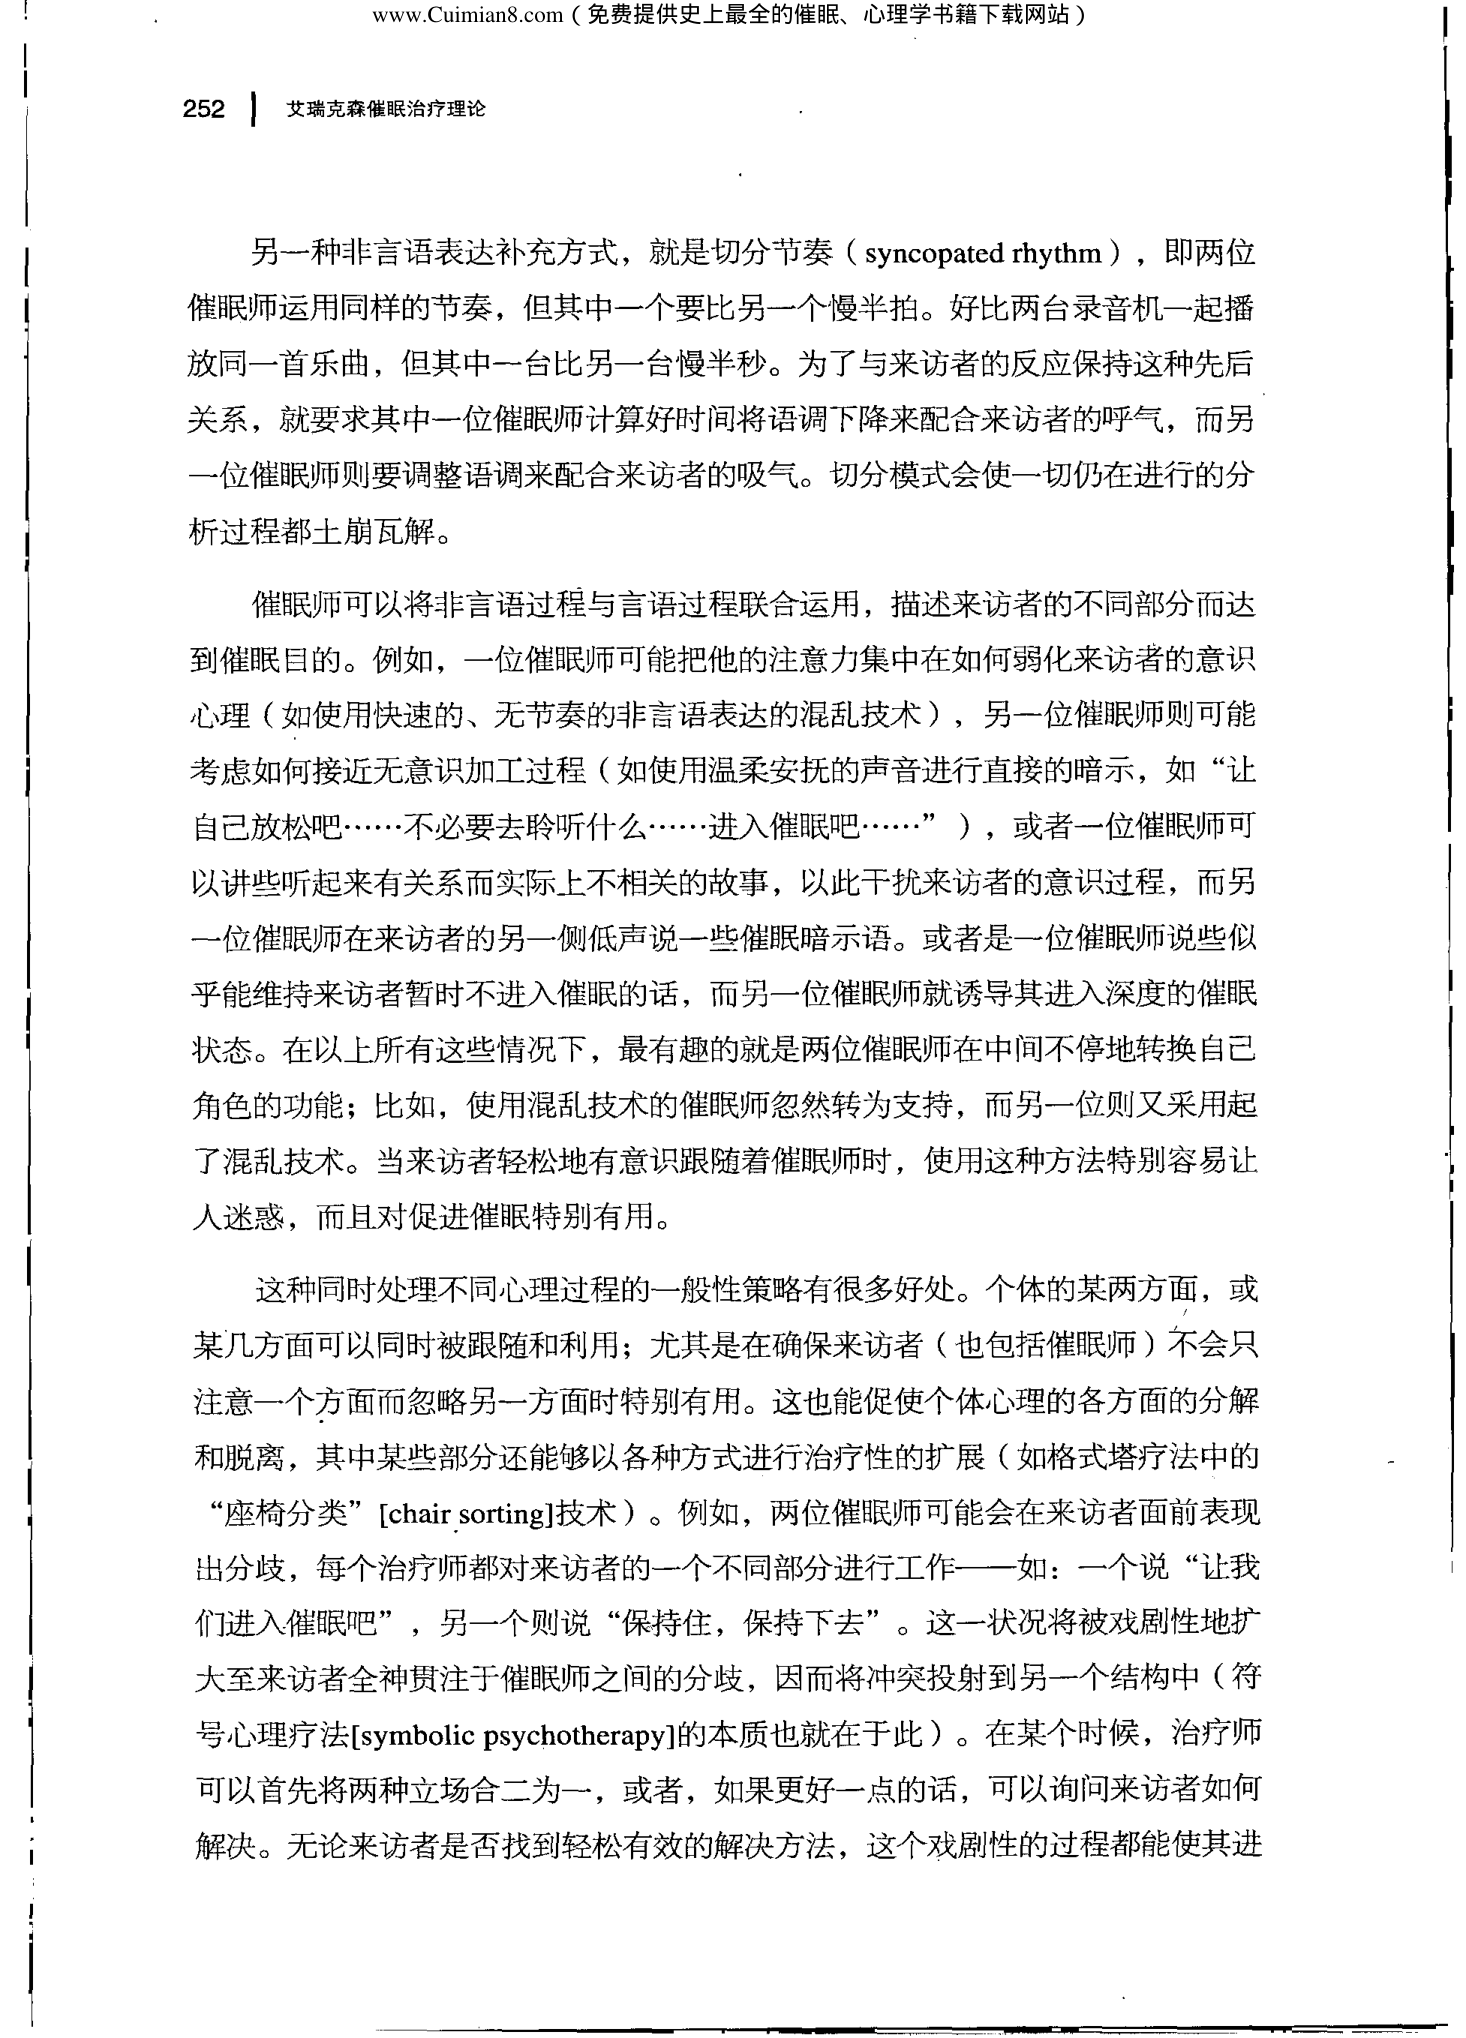 www.Cuimian8.com（免费提供史上最全的催眠、心理学书籍下载网站）
252 艾瑞克森催眠治疗理论
另一种非言语表达补充方式，就是切分节奏（syncopated rhythm），即两位
催眠师运用同样的节奏，但其中一个要比另一个慢半拍。好比两台录音机一起播
放同一首乐曲，但其中一台比另一台慢半秒。为了与来访者的反应保持这种先后
关系，就要求其中一位催眠师计算好时间将语调下降来配合来访者的呼气，而另
一位催眠师则要调整语调来配合来访者的吸气。切分模式会使一切仍在进行的分
析过程都土崩瓦解。
催眠师可以将非言语过程与言语过程联合运用，描述来访者的不同部分而达
到催眠目的。例如，一位催眠师可能把他的注意力集中在如何弱化来访者的意识
心理（如使用快速的、无节奏的非言语表达的混乱技术），另一位催眠师则可能
考虑如何接近无意识加工过程（如使用温柔安抚的声音进行直接的暗示，如“让
自己放松吧……不必要去聆听什么……进入催眠吧……”），或者一位催眠师可
以讲些听起来有关系而实际上不相关的故事，以此干扰来访者的意识过程，而另
一位催眠师在来访者的另一侧低声说一些催眠暗示语。或者是一位催眠师说些似
乎能维持来访者暂时不进入催眠的话，而另一位催眠师就诱导其进入深度的催眠
状态。在以上所有这些情况下，最有趣的就是两位催眠师在中间不停地转换自己
角色的功能；比如，使用混乱技术的催眠师忽然转为支持，而另一位则又采用起
了混乱技术。当来访者轻松地有意识跟随着催眠师时，使用这种方法特别容易让
人迷惑，而且对促进催眠特别有用。
这种同时处理不同心理过程的一般性策略有很多好处。个体的某两方面，或
某几方面可以同时被跟随和利用；尤其是在确保来访者（也包括催眠师）不会只
注意一个方面而忽略另一方面时特别有用。这也能促使个体心理的各方面的分解
和脱离，其中某些部分还能够以各种方式进行治疗性的扩展（如格式塔疗法中的
“座椅分类”[chair sorting]技术）。例如，两位催眠师可能会在来访者面前表现
出分歧，每个治疗师都对来访者的一个不同部分进行工作——如：一个说“让我
们进入催眠吧”，另一个则说“保持住，保持下去”。这一状况将被戏剧性地扩
大至来访者全神贯注于催眠师之间的分歧，因而将冲突投射到另一个结构中（符
号心理疗法[symbolic psychotherapy]的本质也就在于此）。在某个时候，治疗师
可以首先将两种立场合二为一，或者，如果更好一点的话，可以询问来访者如何
解决。无论来访者是否找到轻松有效的解决方法，这个戏剧性的过程都能使其进